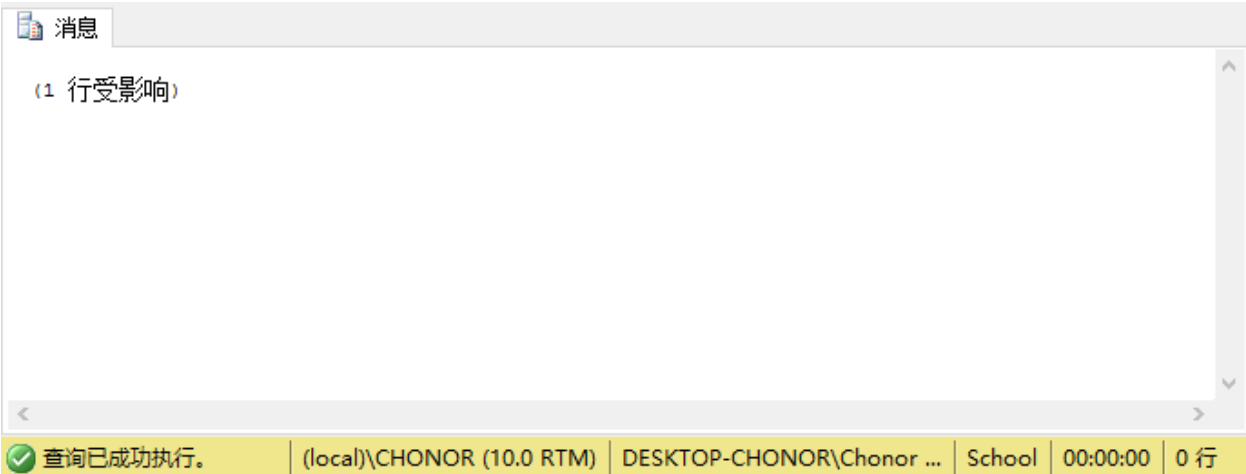 消息
(1 行受影响)
查询已成功执行。 (local)\CHONOR (10.0 RTM) DESKTOP-CHONOR\Chonor ... School 00:00:00 0 行